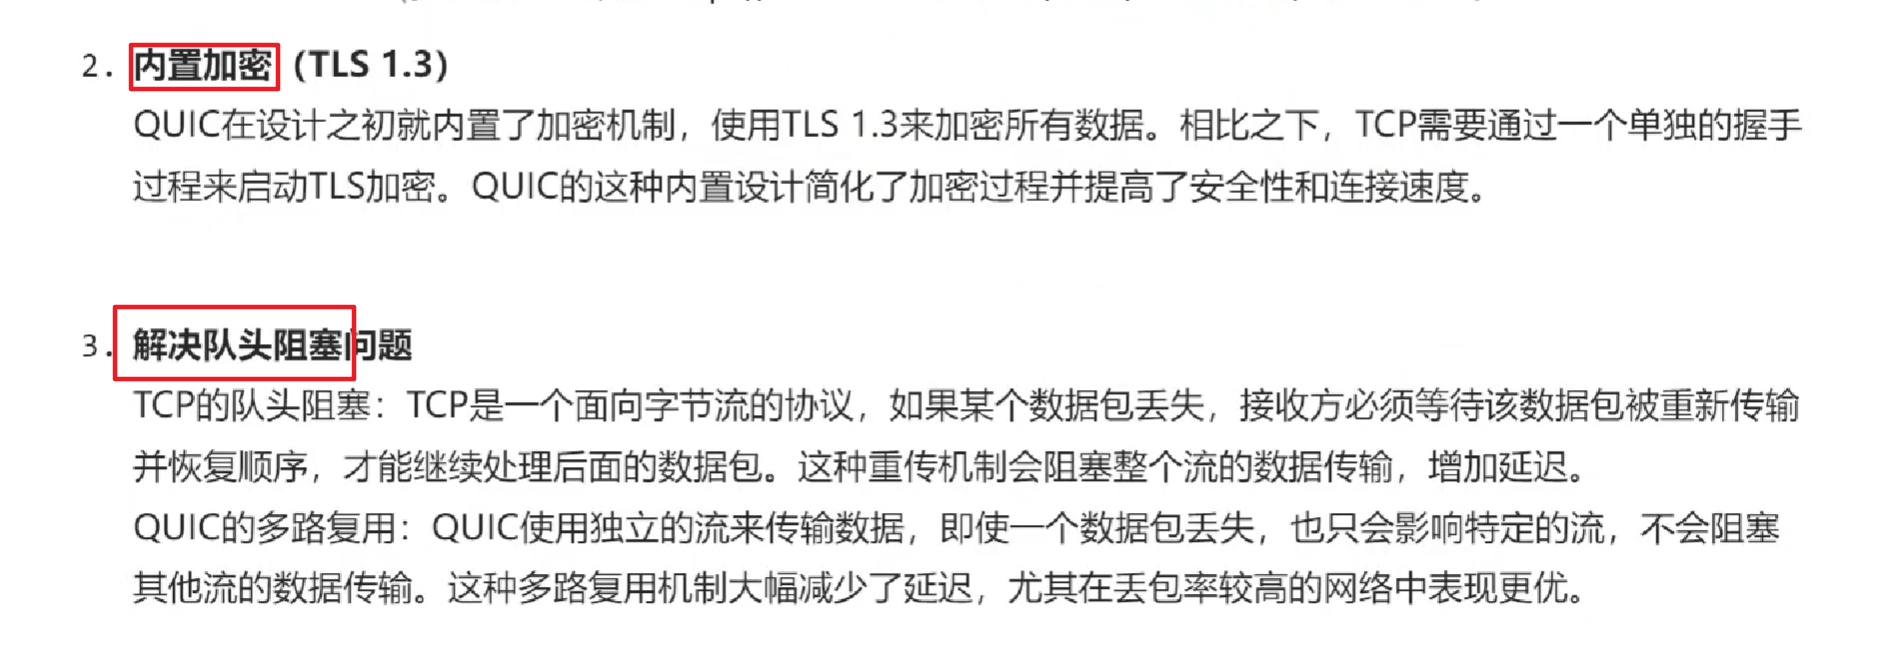 2. 内置加密（TLS 1.3）
QUIC在设计之初就内置了加密机制，使用TLS 1.3来加密所有数据。相比之下，TCP需要通过一个单独的握手
过程来启动TLS加密。QUIC的这种内置设计简化了加密过程并提高了安全性和连接速度。
3. 解决队头阻塞问题
TCP的队头阻塞：TCP是一个面向字节流的协议，如果某个数据包丢失，接收方必须等待该数据包被重新传输
并恢复顺序，才能继续处理后面的数据包。这种重传机制会阻塞整个流的数据传输，增加延迟。
QUIC的多路复用：QUIC使用独立的流来传输数据，即使一个数据包丢失，也只会影响特定的流，不会阻塞
其他流的数据传输。这种多路复用机制大幅减少了延迟，尤其在丢包率较高的网络中表现更优。